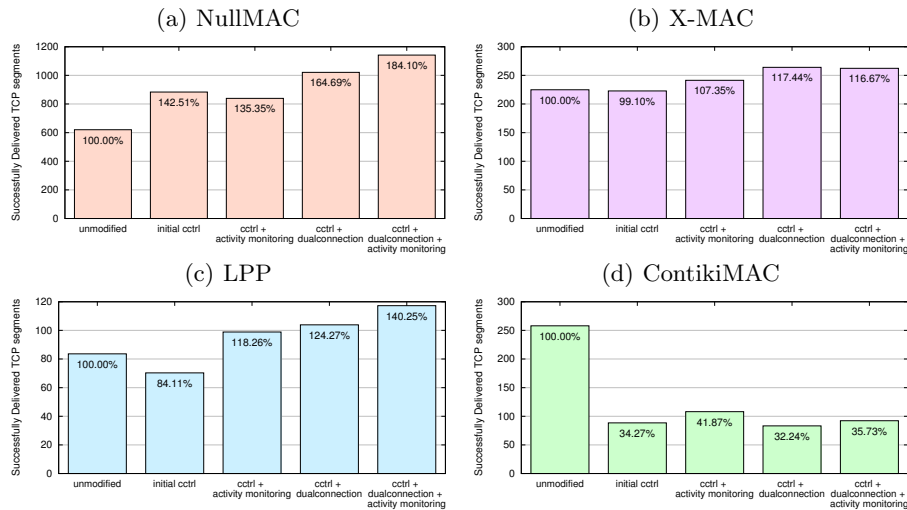 (a) NullMAC
Successfully Delivered TCP segments
1200
1000
800
600
400
200
0
100.00%
142.51%
135.35%
164.69%
184.10%
unmodified
initial cctrl
cctrl +
activity monitoring
cctrl +
dualconnection
cctrl +
dualconnection +
activity monitoring
(b) X-MAC
Successfully Delivered TCP segments
300
250
200
150
100
50
0
100.00%
99.10%
107.35%
117.44%
116.67%
unmodified
initial cctrl
cctrl +
activity monitoring
cctrl +
dualconnection
cctrl +
dualconnection +
activity monitoring
(c) LPP
Successfully Delivered TCP segments
120
100
80
60
40
20
0
100.00%
84.11%
118.26%
124.27%
140.25%
unmodified
initial cctrl
cctrl +
activity monitoring
cctrl +
dualconnection
cctrl +
dualconnection +
activity monitoring
(d) ContikiMAC
Successfully Delivered TCP segments
300
250
200
150
100
50
0
100.00%
34.27%
41.87%
32.24%
35.73%
unmodified
initial cctrl
cctrl +
activity monitoring
cctrl +
dualconnection
cctrl +
dualconnection +
activity monitoring